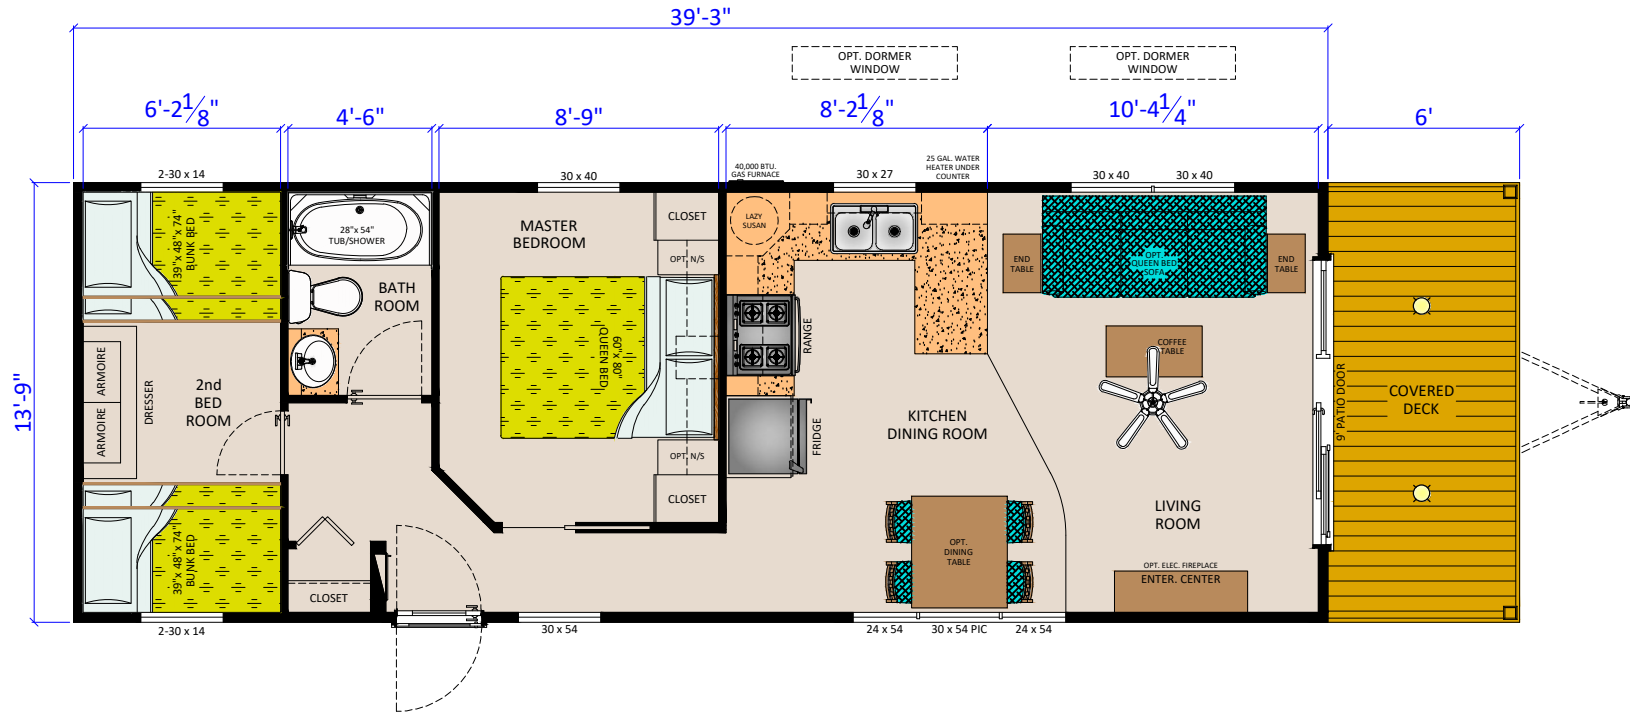 39'-3"
OPT. DORMER
WINDOW
OPT. DORMER
WINDOW
6'-2 1/8"
4'-6"
8'-9"
8'-2 1/8"
10'-4 1/4"
6'
13'-9"
2-30 x 14
30 x 40
40,000 BTU.
GAS FURNACE
30 x 27
25 GAL. WATER
HEATER UNDER
COUNTER
30 x 40
30 x 40
39"x 48"x 74"
BUNK BED
28"x 54"
TUB/SHOWER
MASTER
BEDROOM
CLOSET
OPT. N/S
LAZY
SUSAN
END
TABLE
OPT.
QUEEN BED
SOFA
END
TABLE
BATH
ROOM
60"x 80"
QUEEN BED
RANGE
COFFEE
TABLE
ARMOIRE
ARMOIRE
DRESSER
2nd
BED
ROOM
FRIDGE
KITCHEN
DINING ROOM
9' PATIO DOOR
COVERED
DECK
OPT. N/S
CLOSET
39"x 48"x 74"
BUNK BED
OPT.
DINING
TABLE
LIVING
ROOM
OPT. ELEC. FIREPLACE
ENTER. CENTER
CLOSET
2-30 x 14
30 x 54
24 x 54
30 x 54 PIC
24 x 54